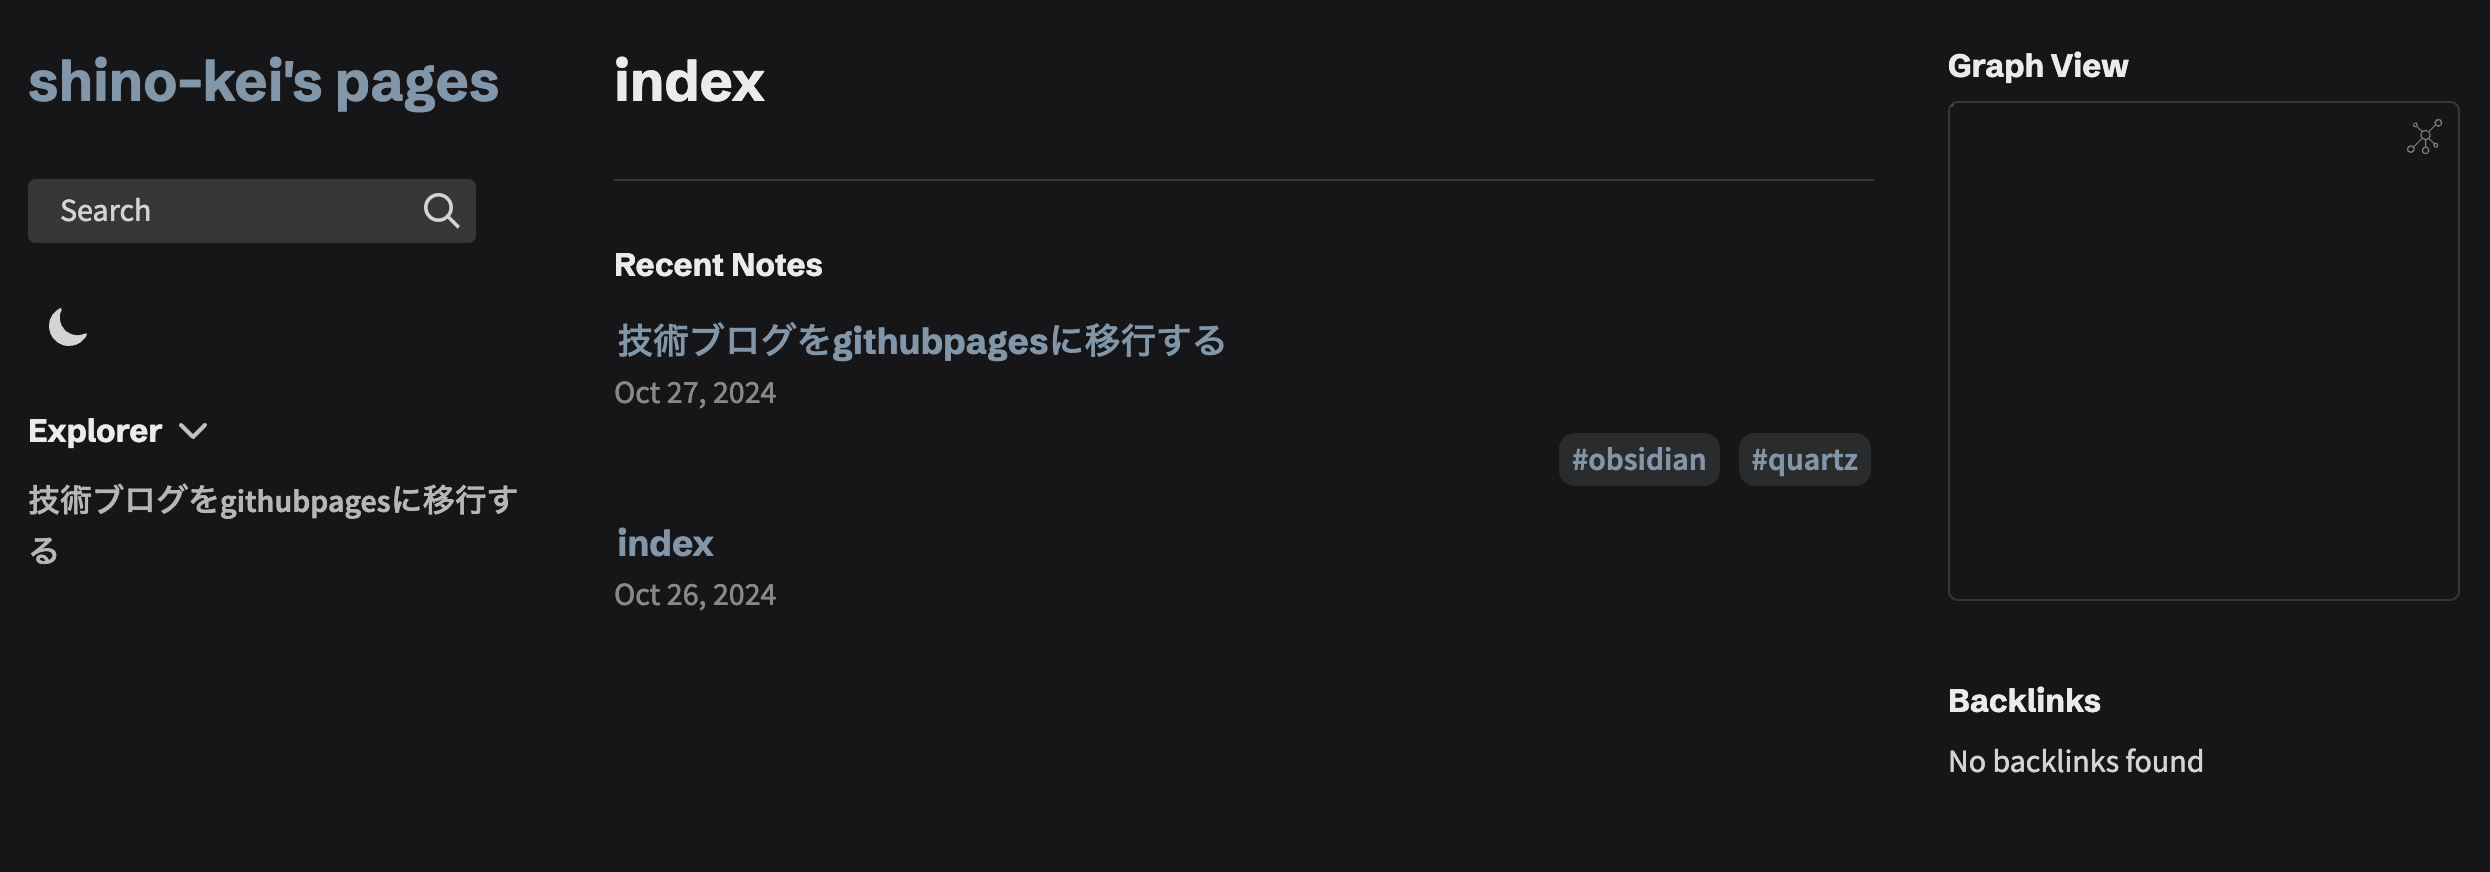 shino-kei's pages
Search
Explorer
技術ブログをgithubpagesに移行す
る
index
Recent Notes
技術ブログをgithubpagesに移行する
Oct 27, 2024
#obsidian #quartz
index
Oct 26, 2024
Graph View
Backlinks
No backlinks found